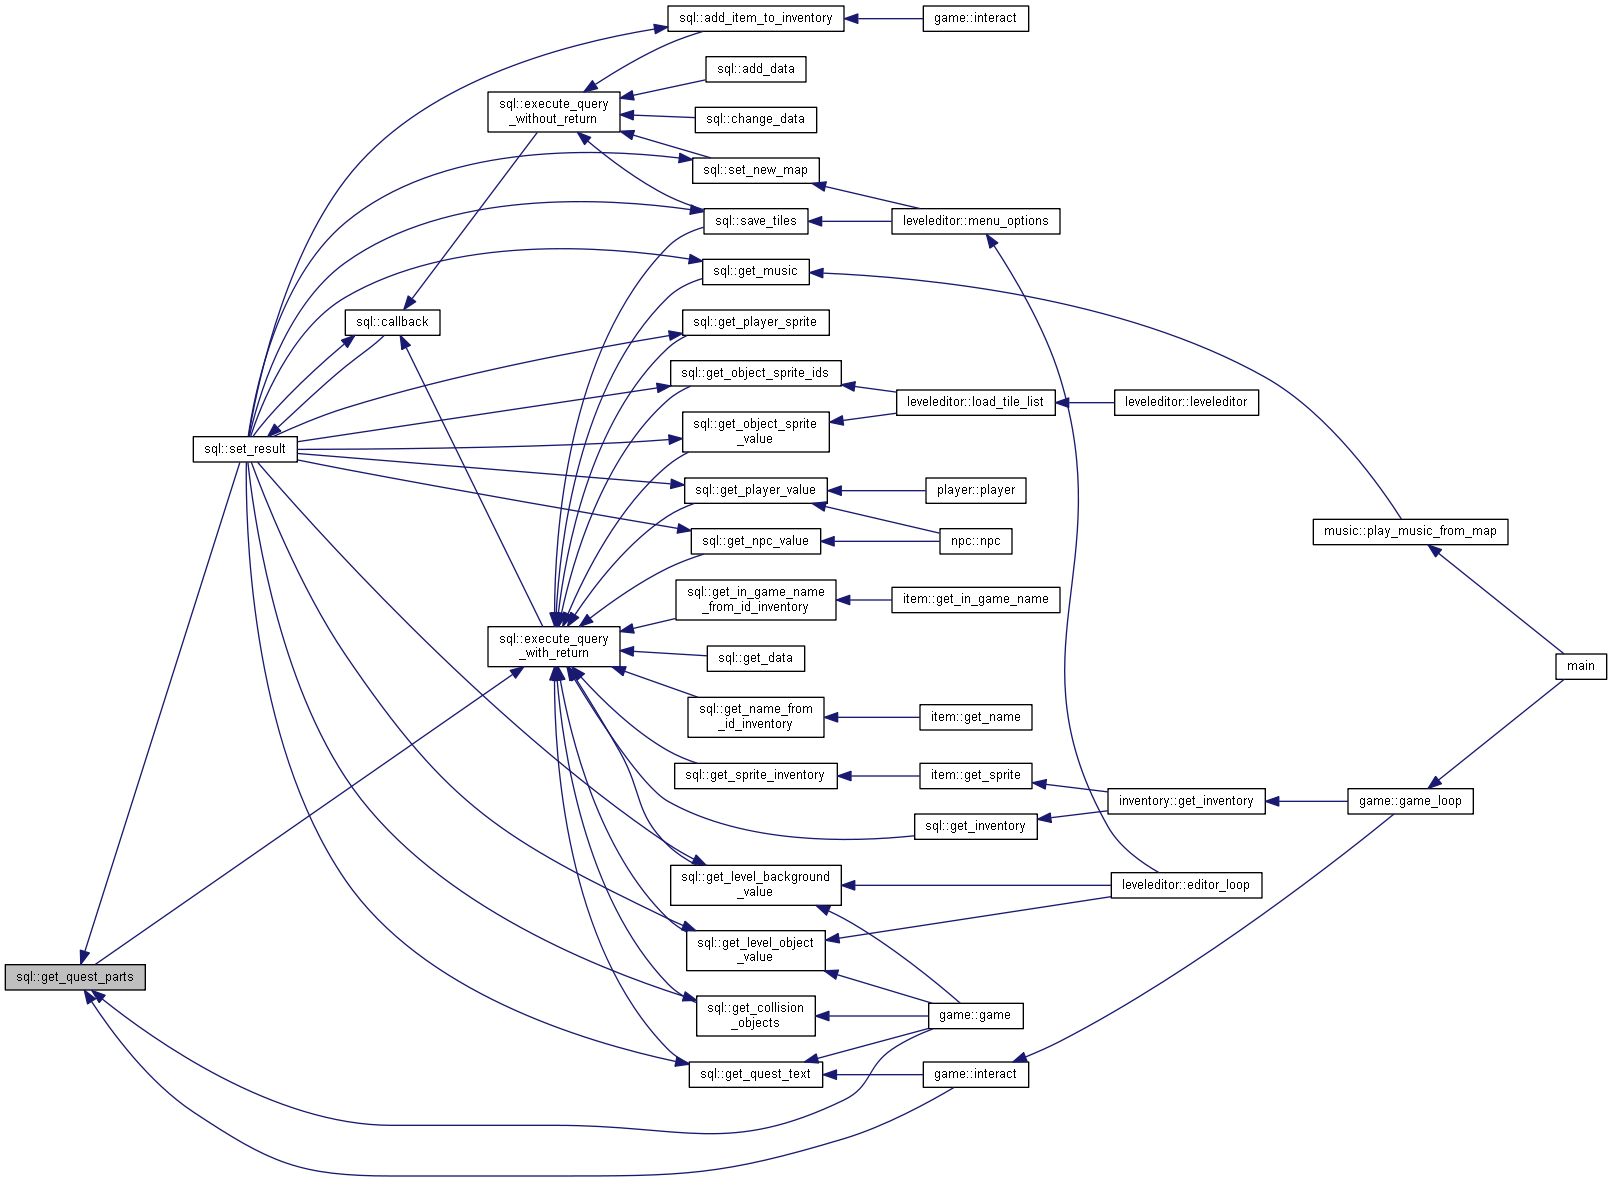 sql::add_item_to_inventory
game::interact
sql::add_data
sql::execute_query
_without_return
sql::change_data
sql::set_new_map
sql::save_tiles
leveleditor::menu_options
sql::get_music
sql::callback
sql::get_player_sprite
sql::get_object_sprite_ids
leveleditor::load_tile_list
leveleditor::leveleditor
sql::get_object_sprite
_value
sql::set_result
sql::get_player_value
player::player
music::play_music_from_map
sql::get_npc_value
npc::npc
sql::get_in_game_name
_from_id_inventory
item::get_in_game_name
sql::execute_query
_with_return
sql::get_data
main
sql::get_name_from
_id_inventory
item::get_name
sql::get_sprite_inventory
item::get_sprite
inventory::get_inventory
game::game_loop
sql::get_inventory
sql::get_level_background
_value
leveleditor::editor_loop
sql::get_level_object
_value
sql::get_quest_parts
sql::get_collision
_objects
game::game
sql::get_quest_text
game::interact